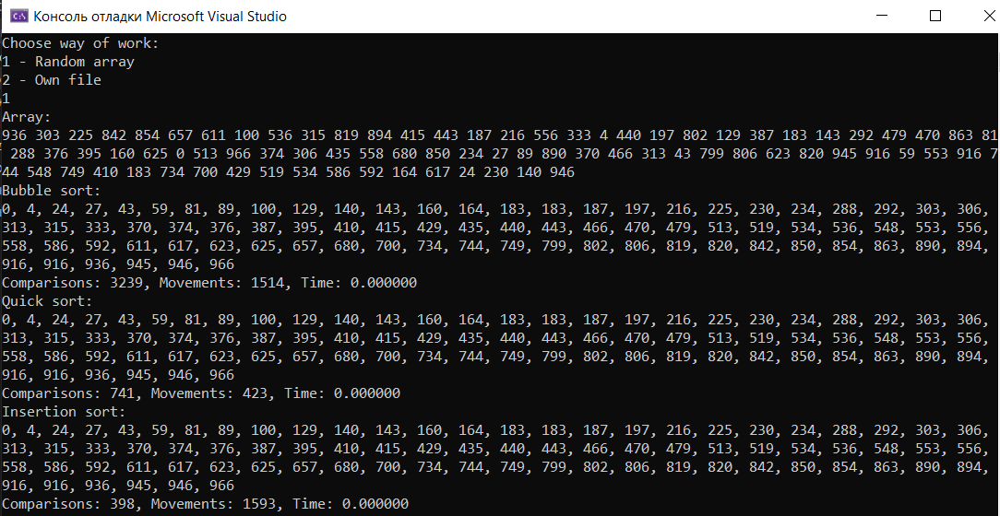 Консоль отладки Microsoft Visual Studio
Choose way of work:
1 - Random array
2 - Own file
1
Array:
936 303 225 842 854 657 611 100 536 315 819 894 415 443 187 216 556 333 4 440 197 802 129 387 183 143 292 479 470 863 81
288 376 395 160 625 0 513 966 374 306 435 558 680 850 234 27 89 890 370 466 313 43 799 806 623 820 945 916 59 553 916 7
44 548 749 410 183 734 700 429 519 534 586 592 164 617 24 230 140 946
Bubble sort:
0, 4, 24, 27, 43, 59, 81, 89, 100, 129, 140, 143, 160, 164, 183, 183, 187, 197, 216, 225, 230, 234, 288, 292, 303, 306,
313, 315, 333, 370, 374, 376, 387, 395, 410, 415, 429, 435, 440, 443, 466, 470, 479, 513, 519, 534, 536, 548, 553, 556,
558, 586, 592, 611, 617, 623, 625, 657, 680, 700, 734, 744, 749, 799, 802, 806, 819, 820, 842, 850, 854, 863, 890, 894,
916, 916, 936, 945, 946, 966
Comparisons: 3239, Movements: 1514, Time: 0.000000
Quick sort:
0, 4, 24, 27, 43, 59, 81, 89, 100, 129, 140, 143, 160, 164, 183, 183, 187, 197, 216, 225, 230, 234, 288, 292, 303, 306,
313, 315, 333, 370, 374, 376, 387, 395, 410, 415, 429, 435, 440, 443, 466, 470, 479, 513, 519, 534, 536, 548, 553, 556,
558, 586, 592, 611, 617, 623, 625, 657, 680, 700, 734, 744, 749, 799, 802, 806, 819, 820, 842, 850, 854, 863, 890, 894,
916, 916, 936, 945, 946, 966
Comparisons: 741, Movements: 423, Time: 0.000000
Insertion sort:
0, 4, 24, 27, 43, 59, 81, 89, 100, 129, 140, 143, 160, 164, 183, 183, 187, 197, 216, 225, 230, 234, 288, 292, 303, 306,
313, 315, 333, 370, 374, 376, 387, 395, 410, 415, 429, 435, 440, 443, 466, 470, 479, 513, 519, 534, 536, 548, 553, 556,
558, 586, 592, 611, 617, 623, 625, 657, 680, 700, 734, 744, 749, 799, 802, 806, 819, 820, 842, 850, 854, 863, 890, 894,
916, 916, 936, 945, 946, 966
Comparisons: 398, Movements: 1593, Time: 0.000000